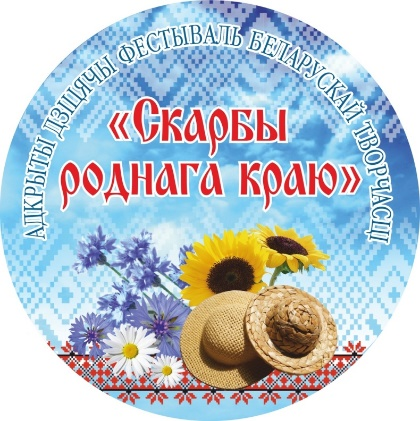 АДКРЫТЫ ДЗІЦЯЧЫ ФЕСТЫВАЛЬ БЕЛАРУСКАЙ ТВОРЧАСЦІ
«Скарбы
роднага краю»